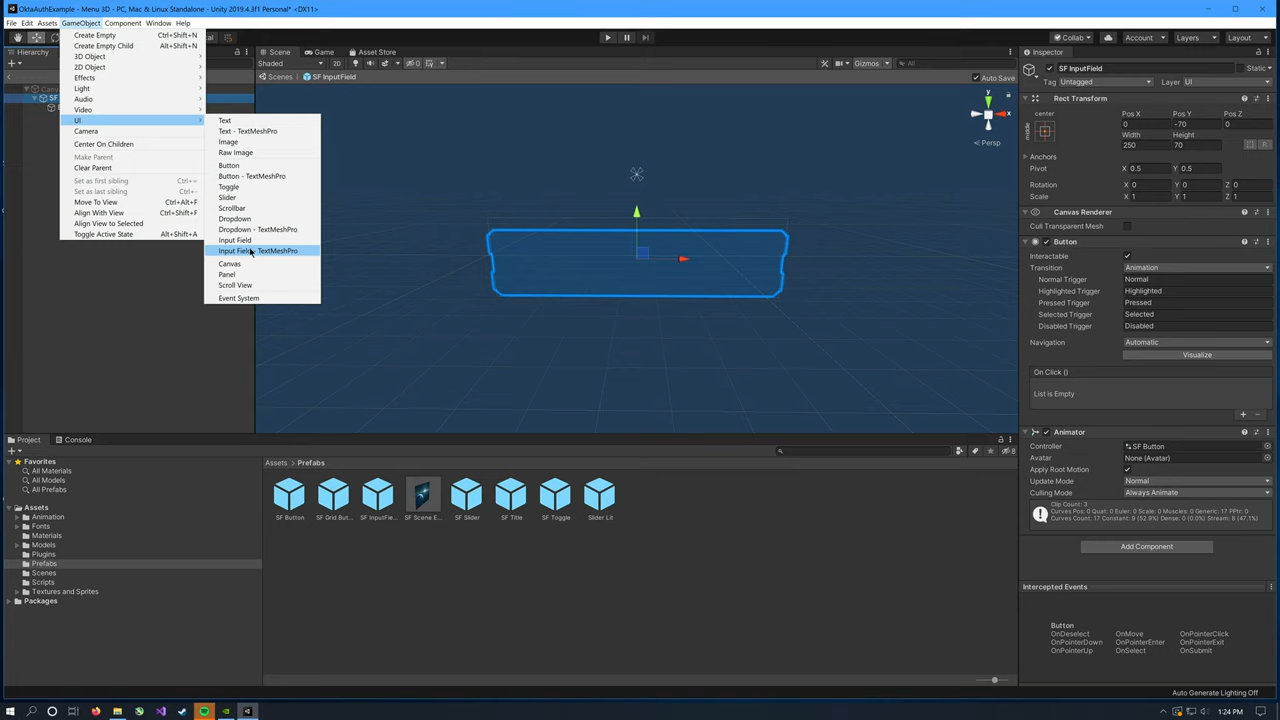 OktaAuthExample - Menu 3D - PC, Mac & Linux Standalone - Unity 2019.4.3f1 Personal* <DX11>
File Edit Assets GameObject Component Window Help
Collab Account Layers Layout
Hierarchy
SF
Create Empty Ctrl+Shift+N
Create Empty Child Alt+Shift+N
3D Object
2D Object
Effects
Light
Audio
Video
UI
Camera
Center On Children
Make Parent
Clear Parent
Set as first sibling Ctrl+=
Set as last sibling Ctrl+-
Move To View Ctrl+Alt+F
Align With View Ctrl+Shift+F
Align View to Selected
Toggle Active State Alt+Shift+A
Text
Text - TextMeshPro
Image
Raw Image
Button
Button - TextMeshPro
Toggle
Slider
Scrollbar
Dropdown
Dropdown - TextMeshPro
Input Field
Input Field - TextMeshPro
Canvas
Panel
Scroll View
Event System
Scene Game Asset Store
Shaded 2D 0 Gizmos All
Scenes SF InputField Auto Save
y
x
Persp
Inspector
SF InputField Static
Tag Untagged Layer UI
Rect Transform
center Pos X Pos Y Pos Z
middle 0 -70 0
Width Height
250 70
R
Anchors
Pivot X 0.5 Y 0.5
Rotation X 0 Y 0 Z 0
Scale X 1 Y 1 Z 1
Canvas Renderer
Cull Transparent Mesh
Button
Interactable
Transition Animation
Normal Trigger Normal
Highlighted Trigger Highlighted
Pressed Trigger Pressed
Selected Trigger Selected
Disabled Trigger Disabled
Navigation Automatic
Visualize
On Click ()
List is Empty
Animator
Controller SF Button
Avatar None (Avatar)
Apply Root Motion
Update Mode Normal
Culling Mode Always Animate
Clip Count: 3
Curves Pos: 0 Quat: 0 Euler: 0 Scale: 0 Muscles: 0 Generic: 17 PPtr: 0
Curves Count: 17 Constant: 9 (52.9%) Dense: 0 (0.0%) Stream: 8 (47.1%)
Add Component
Intercepted Events
Button
OnDeselect OnMove OnPointerClick
OnPointerDown OnPointerEnter OnPointerExit
OnPointerUp OnSelect OnSubmit
Project Console
8
Favorites
All Materials
All Models
All Prefabs
Assets
Animation
Fonts
Materials
Models
Plugins
Prefabs
Scenes
Scripts
Textures and Sprites
Packages
Assets Prefabs
SF Button SF Grid But... SF InputFie... SF Scene E... SF Slider SF Title SF Toggle Slider Lit
Auto Generate Lighting Off
1:24 PM